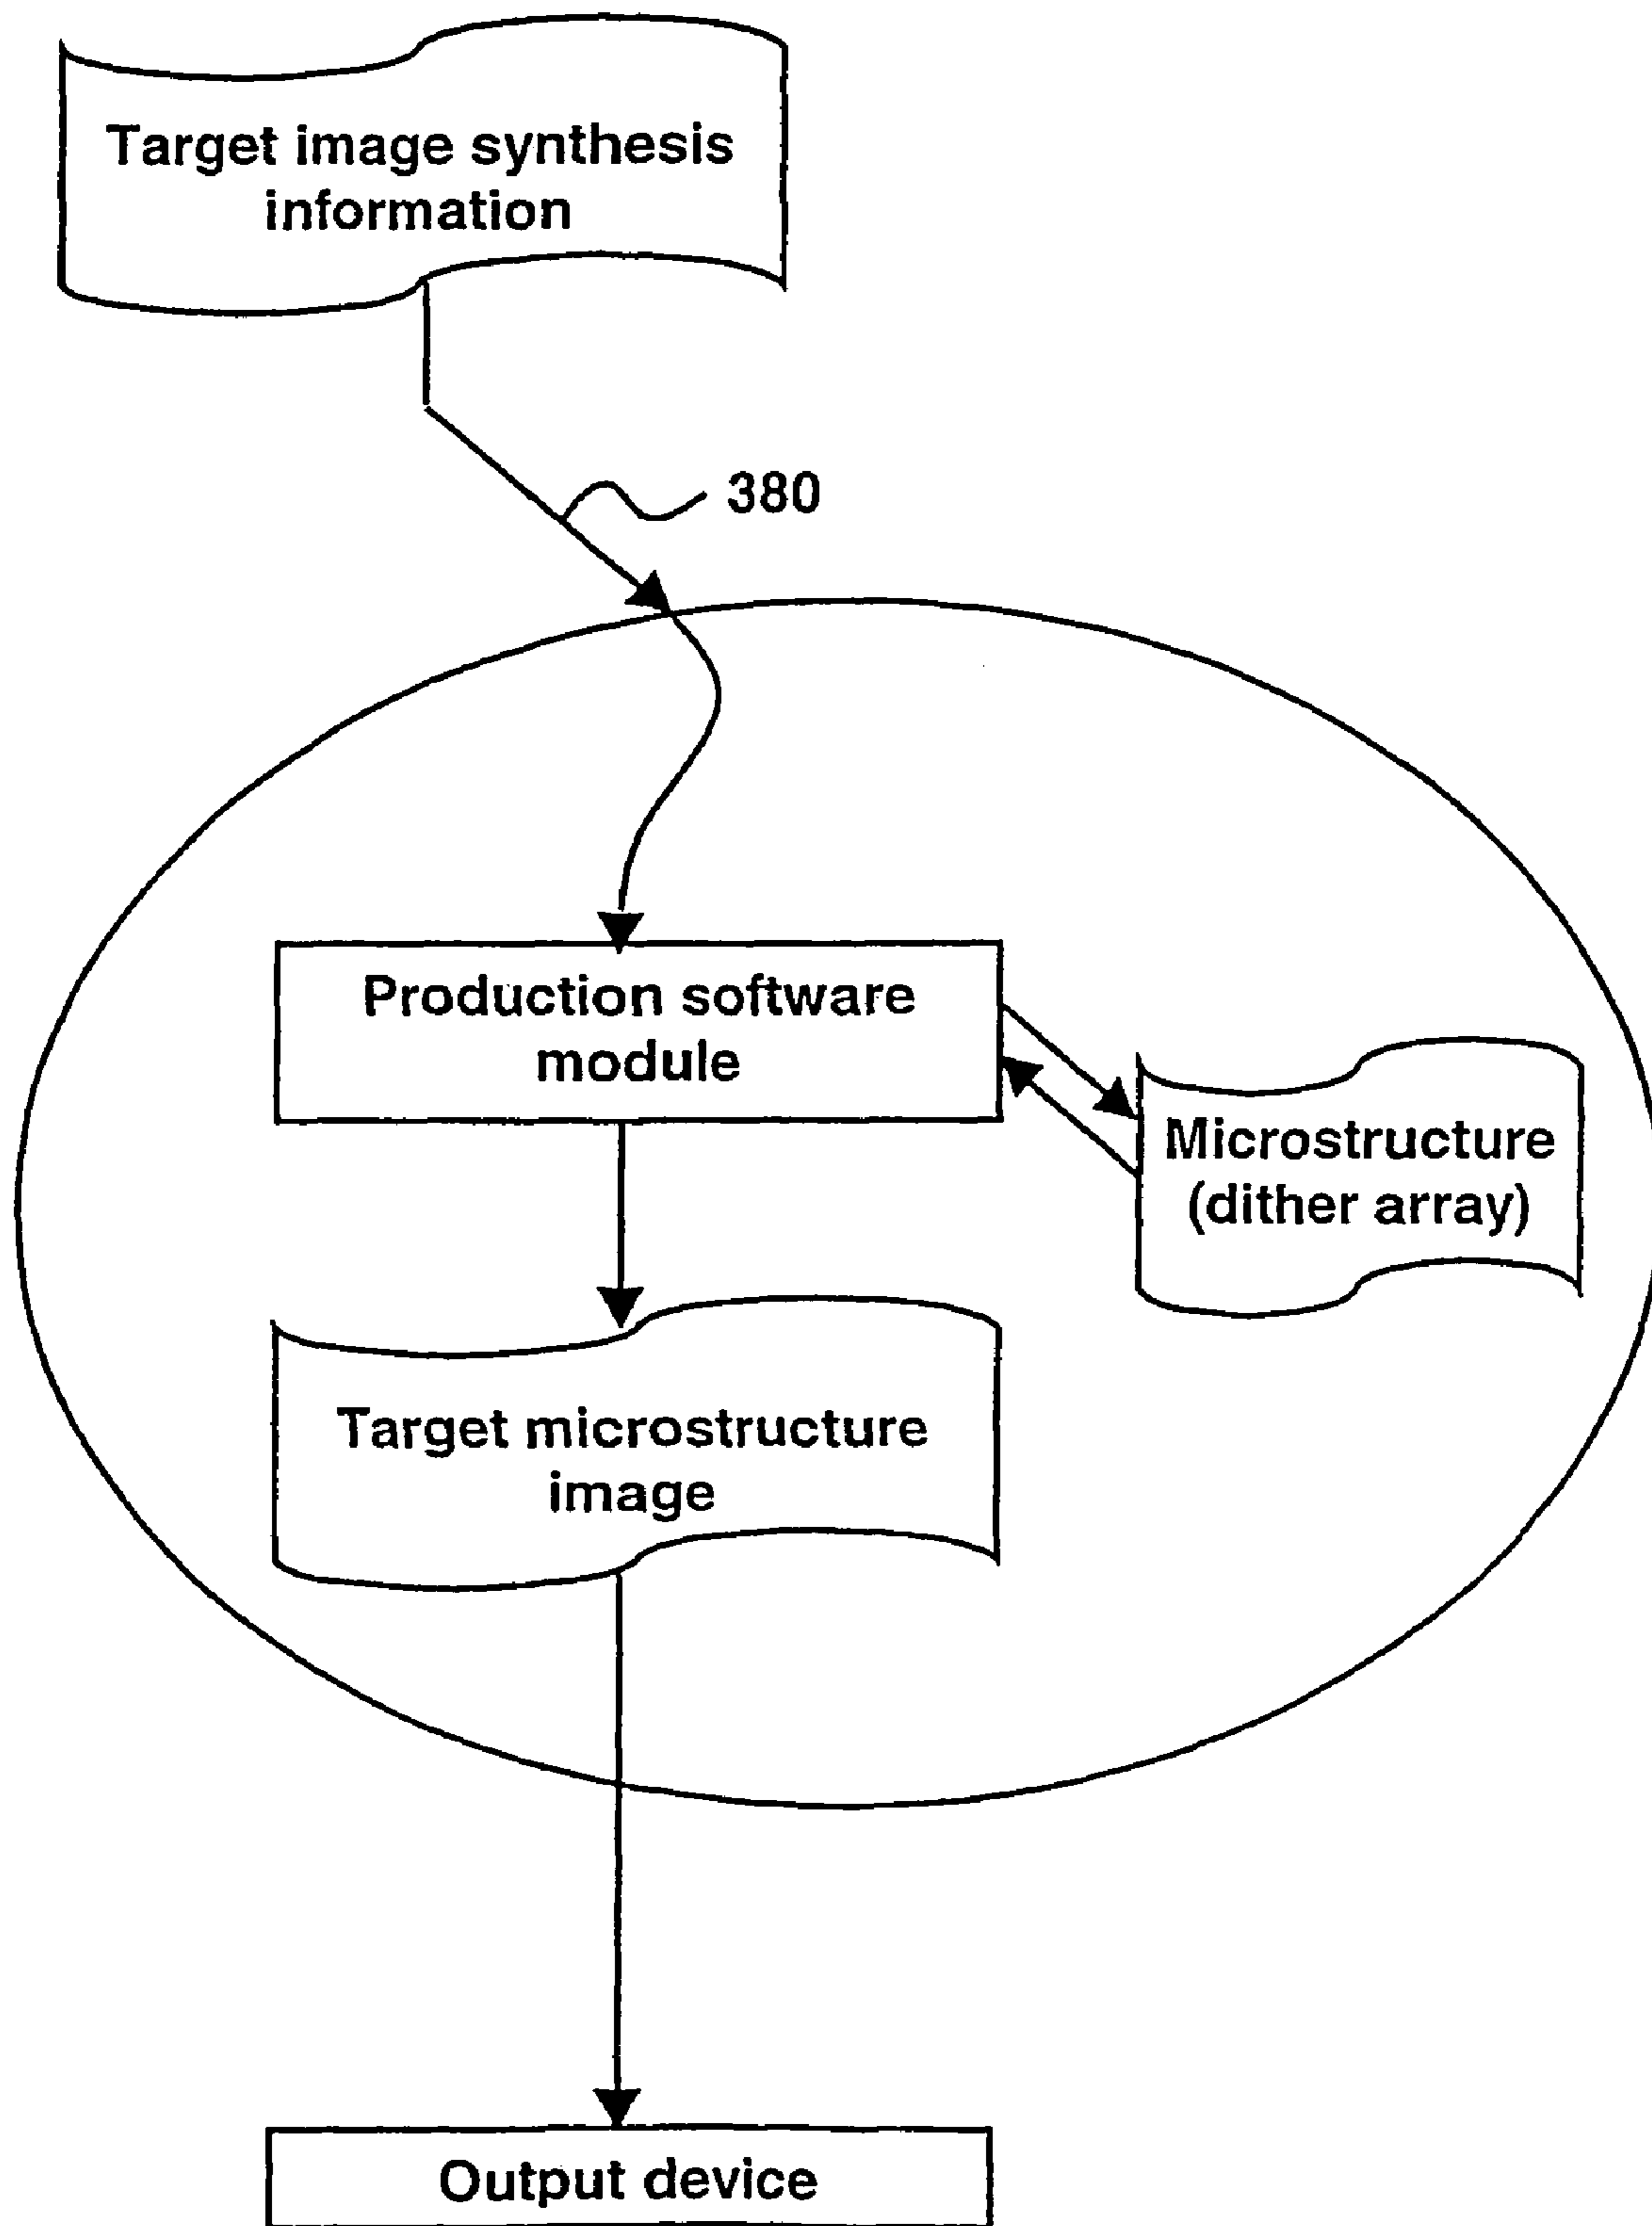 Target image synthesis
information
380
Production software
module
Microstructure
(dither array)
Target microstructure
image
Output device